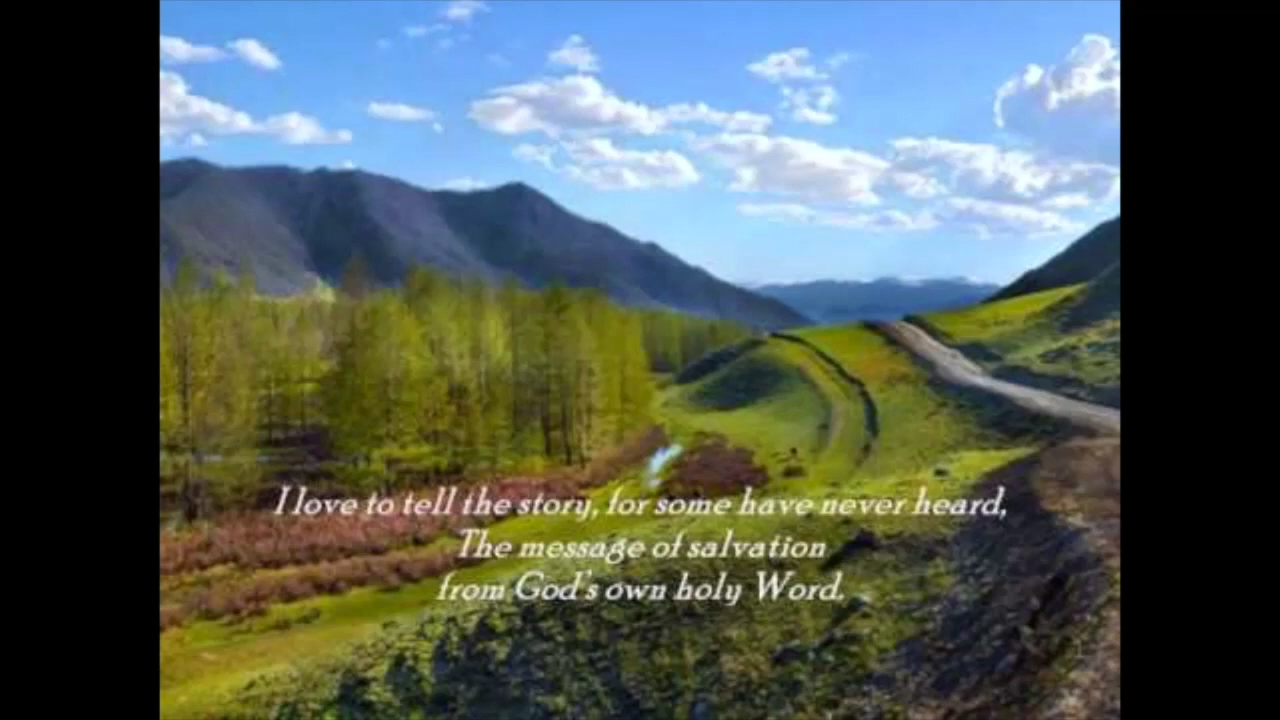 I love to tell the story, for some have never heard,
The message of salvation
from God's own holy Word.